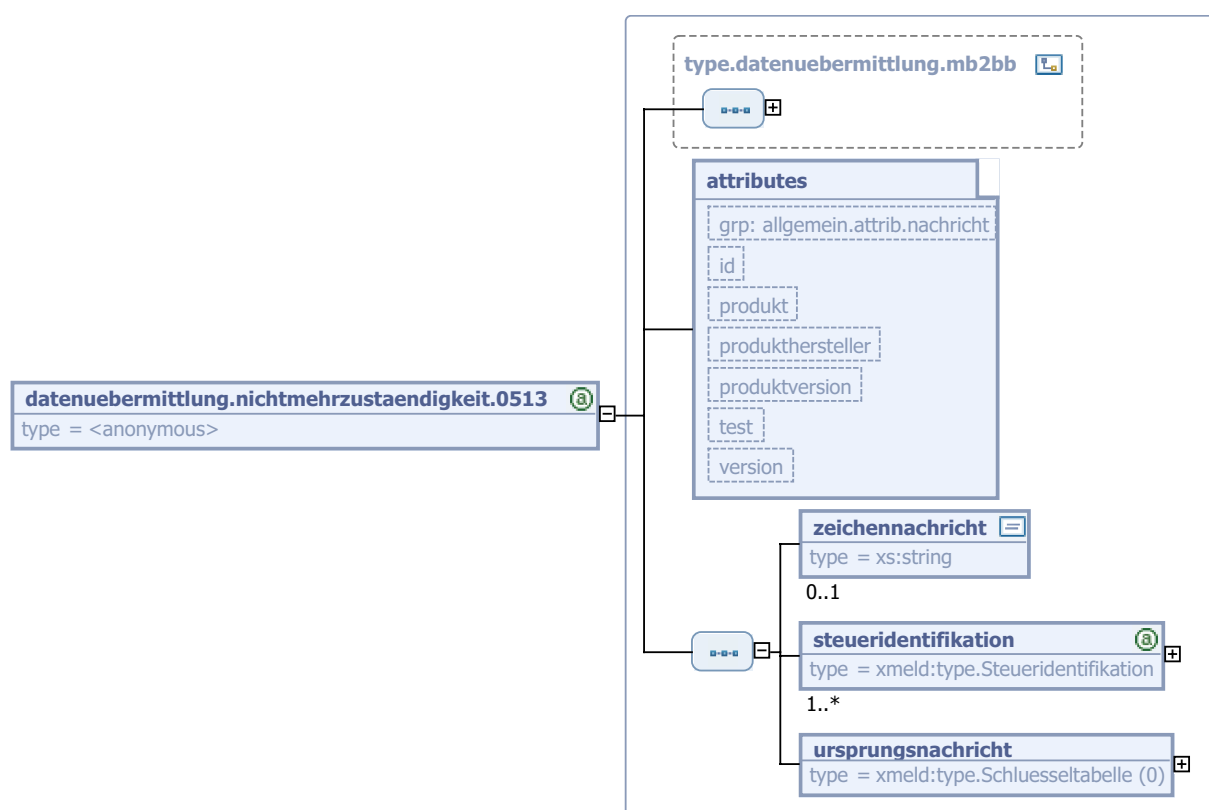 type.datenuebermittlung.mb2bb
attributes
grp: allgemein.attrib.nachricht
id
produkt
produkthersteller
produktversion
test
version
datenuebermittlung.nichtmehrzustaendigkeit.0513
type = <anonymous>
zeichennachricht
type = xs:string
0..1
steueridentifikation
type = xmeld:type.Steueridentifikation
1..*
ursprungsnachricht
type = xmeld:type.Schluesseltabelle (0)